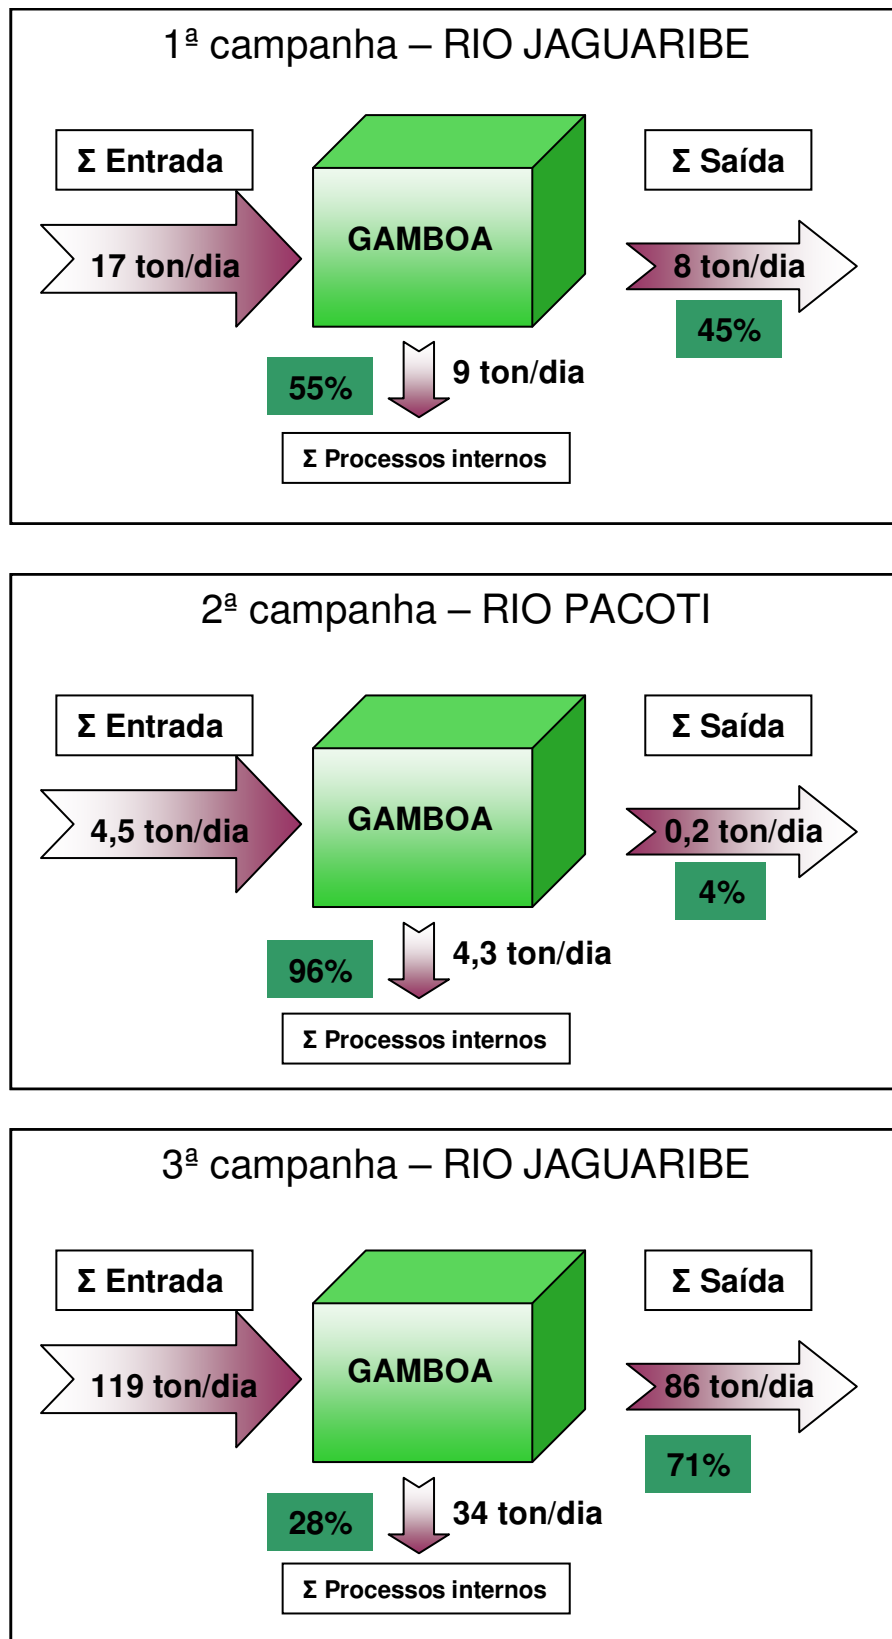 1ª campanha – RIO JAGUARIBE
Σ Entrada
Σ Saída
GAMBOA
17 ton/dia
8 ton/dia
45%
55%
9 ton/dia
Σ Processos internos
2ª campanha – RIO PACOTI
Σ Entrada
Σ Saída
GAMBOA
4,5 ton/dia
0,2 ton/dia
4%
96%
4,3 ton/dia
Σ Processos internos
3ª campanha – RIO JAGUARIBE
Σ Entrada
Σ Saída
GAMBOA
119 ton/dia
86 ton/dia
71%
28%
34 ton/dia
Σ Processos internos